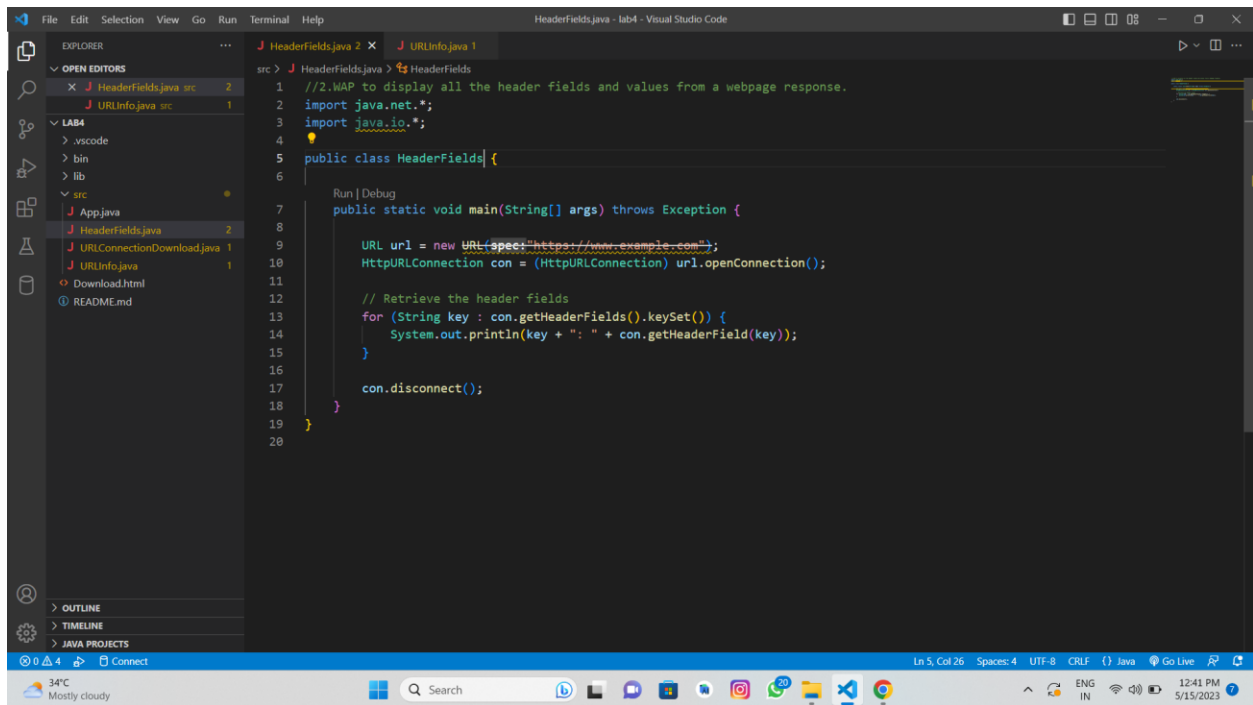 File Edit Selection View Go Run Terminal Help HeaderFields.java - lab4 - Visual Studio Code
EXPLORER
OPEN EDITORS
HeaderFields.java src 2
URLInfo.java src 1
LAB4
.vscode
bin
lib
src
App.java
HeaderFields.java 2
URLConnectionDownload.java 1
URLInfo.java 1
Download.html
README.md
OUTLINE
TIMELINE
JAVA PROJECTS
HeaderFields.java 2 URLInfo.java 1
src > HeaderFields.java > HeaderFields
1 //2.WAP to display all the header fields and values from a webpage response.
2 import java.net.*;
3 import java.io.*;
4
5 public class HeaderFields {
6
Run | Debug
7 public static void main(String[] args) throws Exception {
8
9 URL url = new URL(spec:"https://www.example.com");
10 HttpURLConnection con = (HttpURLConnection) url.openConnection();
11
12 // Retrieve the header fields
13 for (String key : con.getHeaderFields().keySet()) {
14 System.out.println(key + ": " + con.getHeaderField(key));
15 }
16
17 con.disconnect();
18 }
19 }
20
0 4 Connect Ln 5, Col 26 Spaces: 4 UTF-8 CRLF {} Java Go Live
34°C
Mostly cloudy
Search
20
ENG
IN
12:41 PM
5/15/2023
7